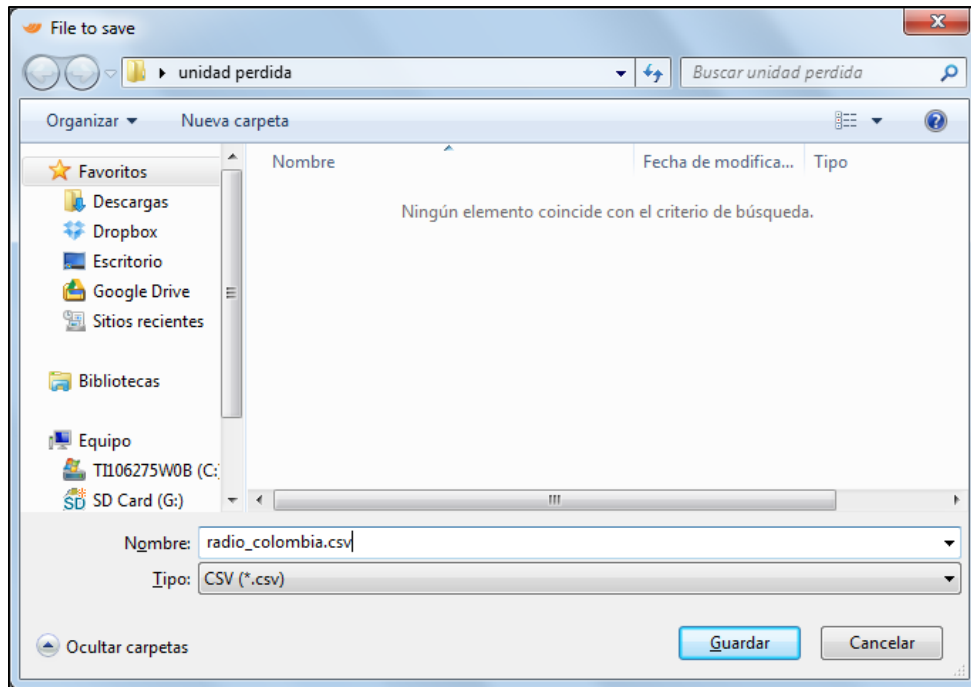 File to save
unidad perdida
Buscar unidad perdida
Organizar
Nueva carpeta
Favoritos
Descargas
Dropbox
Escritorio
Google Drive
Sitios recientes
Bibliotecas
Equipo
TI106275W0B (C:
SD Card (G:)
Nombre
Fecha de modifica...
Tipo
Ningún elemento coincide con el criterio de búsqueda.
Nombre: radio_colombia.csv
Tipo: CSV (*.csv)
Ocultar carpetas
Guardar
Cancelar